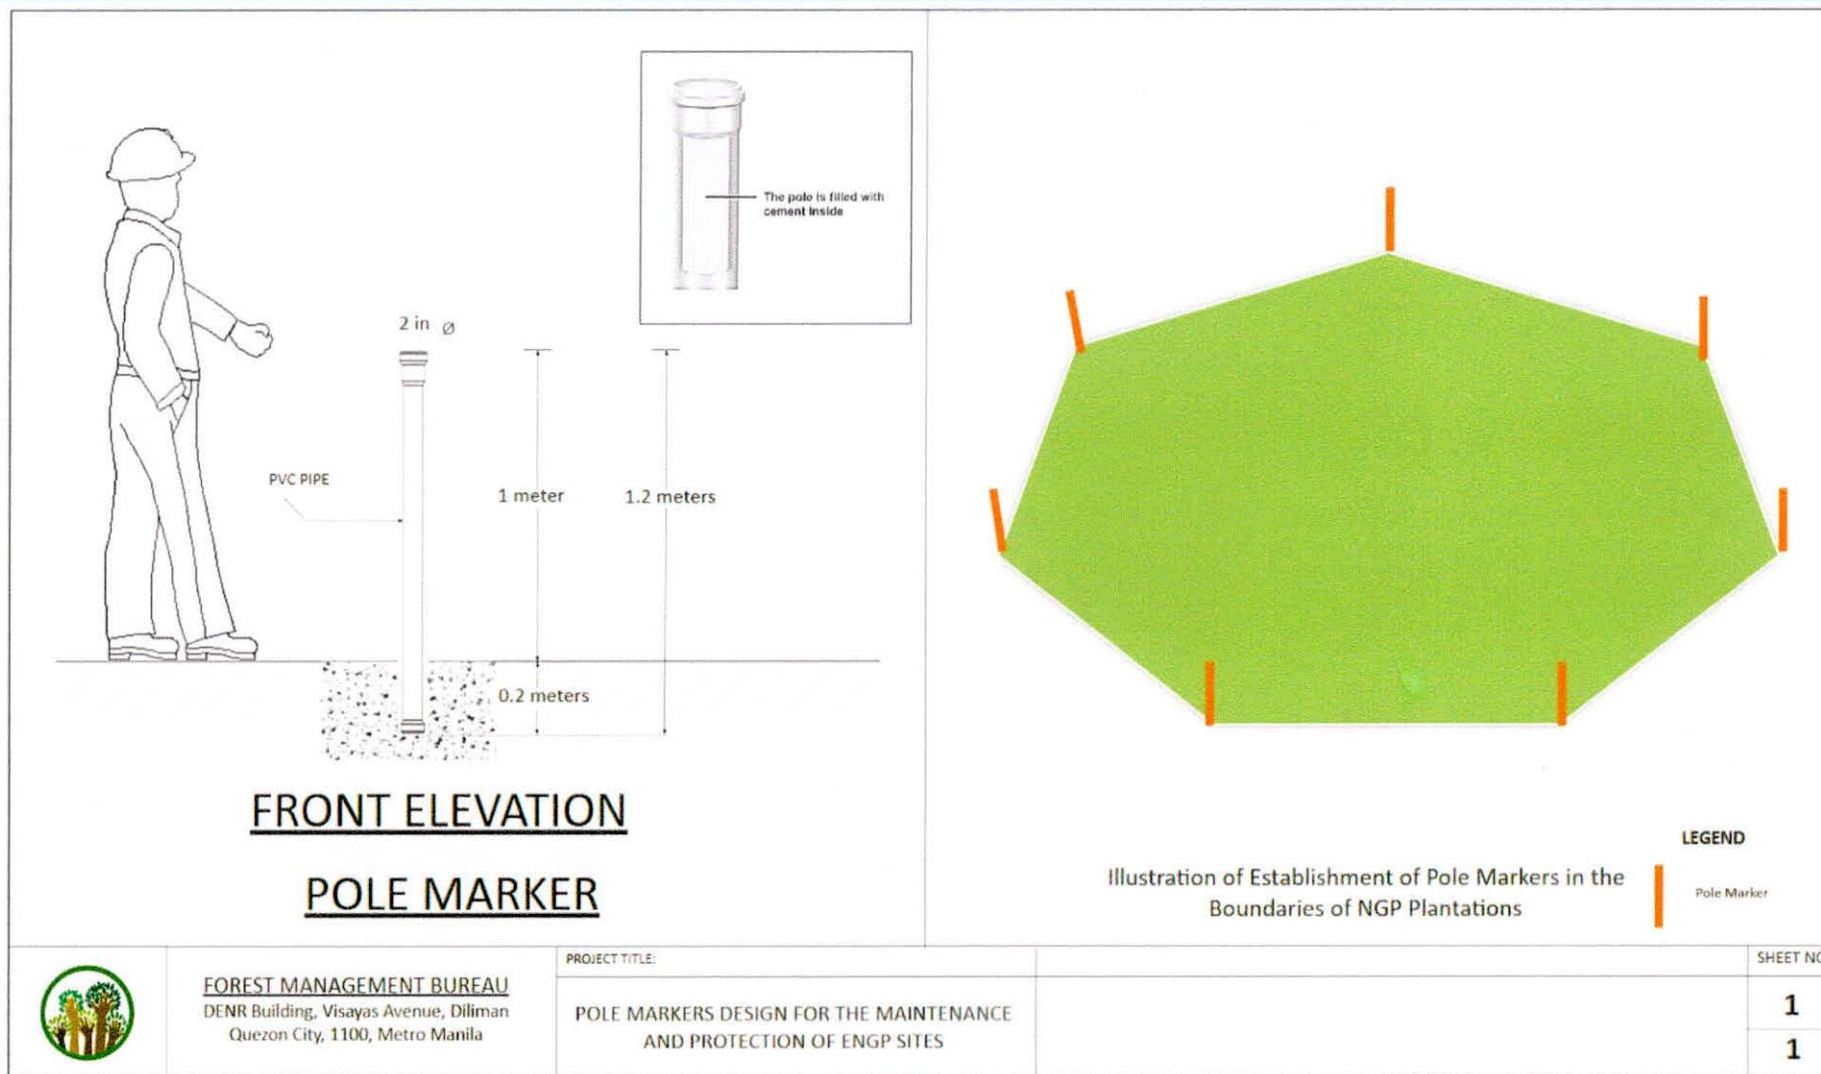 The pole is filled with
cement inside
2 in Ø
PVC PIPE
1 meter
1.2 meters
0.2 meters
FRONT ELEVATION
POLE MARKER
LEGEND
Pole Marker
Illustration of Establishment of Pole Markers in the
Boundaries of NGP Plantations
FOREST MANAGEMENT BUREAU
DENR Building, Visayas Avenue, Diliman
Quezon City, 1100, Metro Manila
PROJECT TITLE:
POLE MARKERS DESIGN FOR THE MAINTENANCE
AND PROTECTION OF ENGP SITES
SHEET NO
1
1